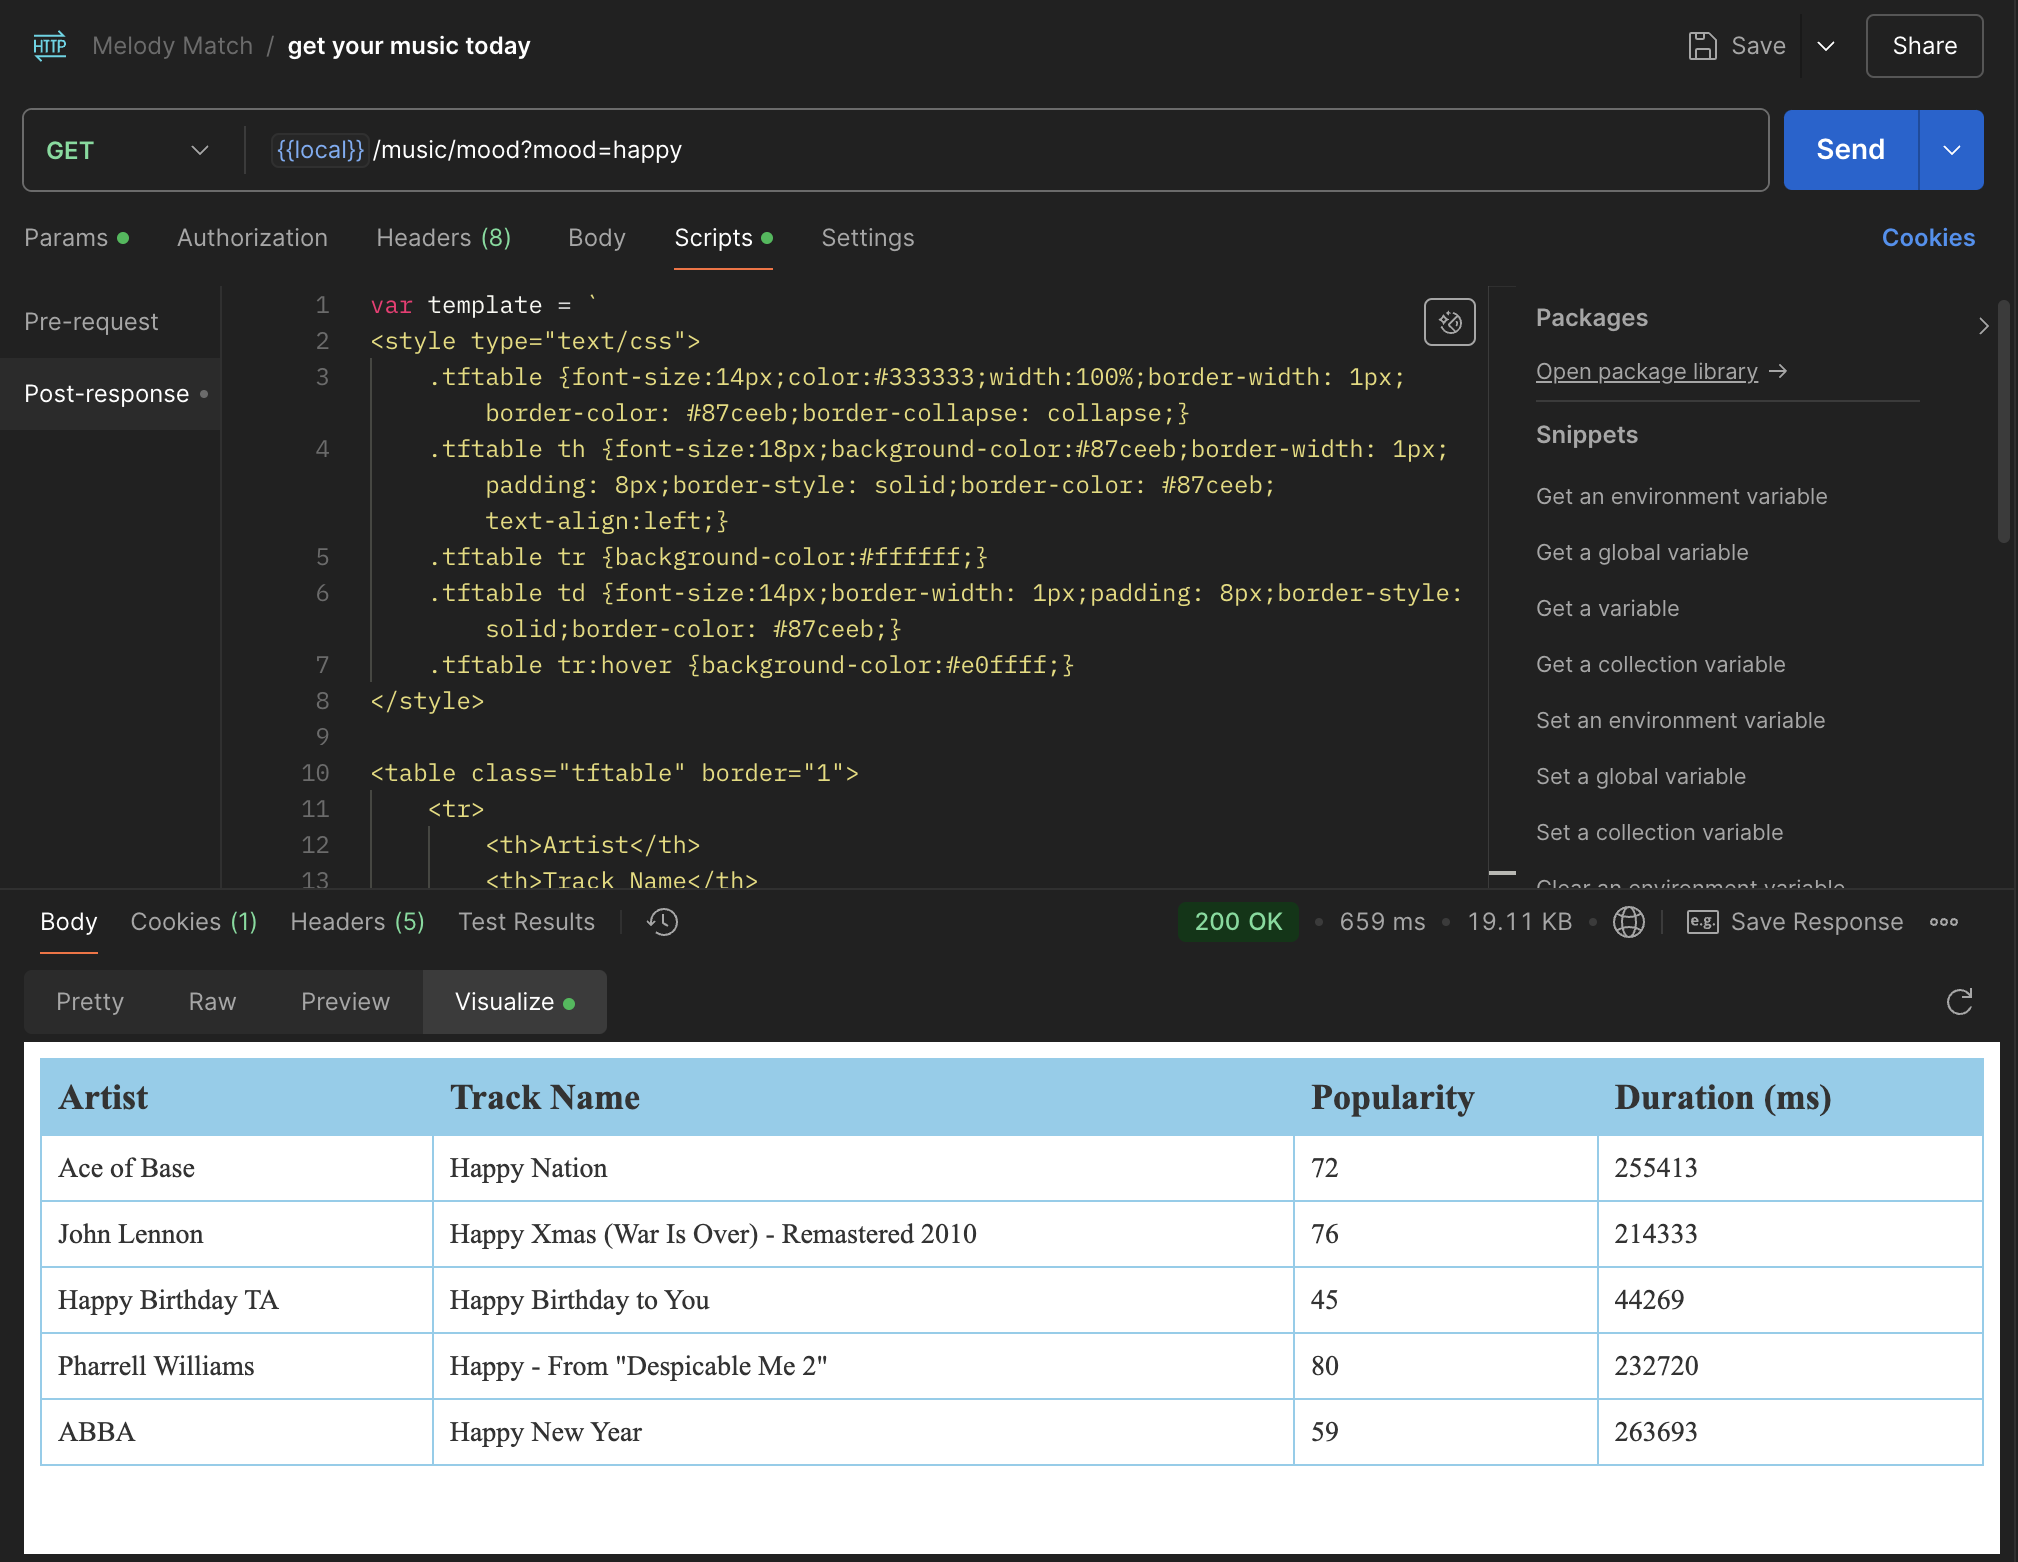 HTTP Melody Match / get your music today Save Share
GET {{local}}/music/mood?mood=happy Send
Params Authorization Headers (8) Body Scripts Settings Cookies
Pre-request
Post-response
1 var template = `
2 <style type="text/css">
3 .tftable {font-size:14px;color:#333333;width:100%;border-width: 1px;
border-color: #87ceeb;border-collapse: collapse;}
4 .tftable th {font-size:18px;background-color:#87ceeb;border-width: 1px;
padding: 8px;border-style: solid;border-color: #87ceeb;
text-align:left;}
5 .tftable tr {background-color:#ffffff;}
6 .tftable td {font-size:14px;border-width: 1px;padding: 8px;border-style:
solid;border-color: #87ceeb;}
7 .tftable tr:hover {background-color:#e0ffff;}
8 </style>
9
10 <table class="tftable" border="1">
11 <tr>
12 <th>Artist</th>
13 <th>Track Name</th>
Packages
Open package library →
Snippets
Get an environment variable
Get a global variable
Get a variable
Get a collection variable
Set an environment variable
Set a global variable
Set a collection variable
Clear an environment variable
Body Cookies (1) Headers (5) Test Results 200 OK • 659 ms • 19.11 KB • e.g. Save Response
Pretty Raw Preview Visualize
Artist Track Name Popularity Duration (ms)
Ace of Base Happy Nation 72 255413
John Lennon Happy Xmas (War Is Over) - Remastered 2010 76 214333
Happy Birthday TA Happy Birthday to You 45 44269
Pharrell Williams Happy - From "Despicable Me 2" 80 232720
ABBA Happy New Year 59 263693